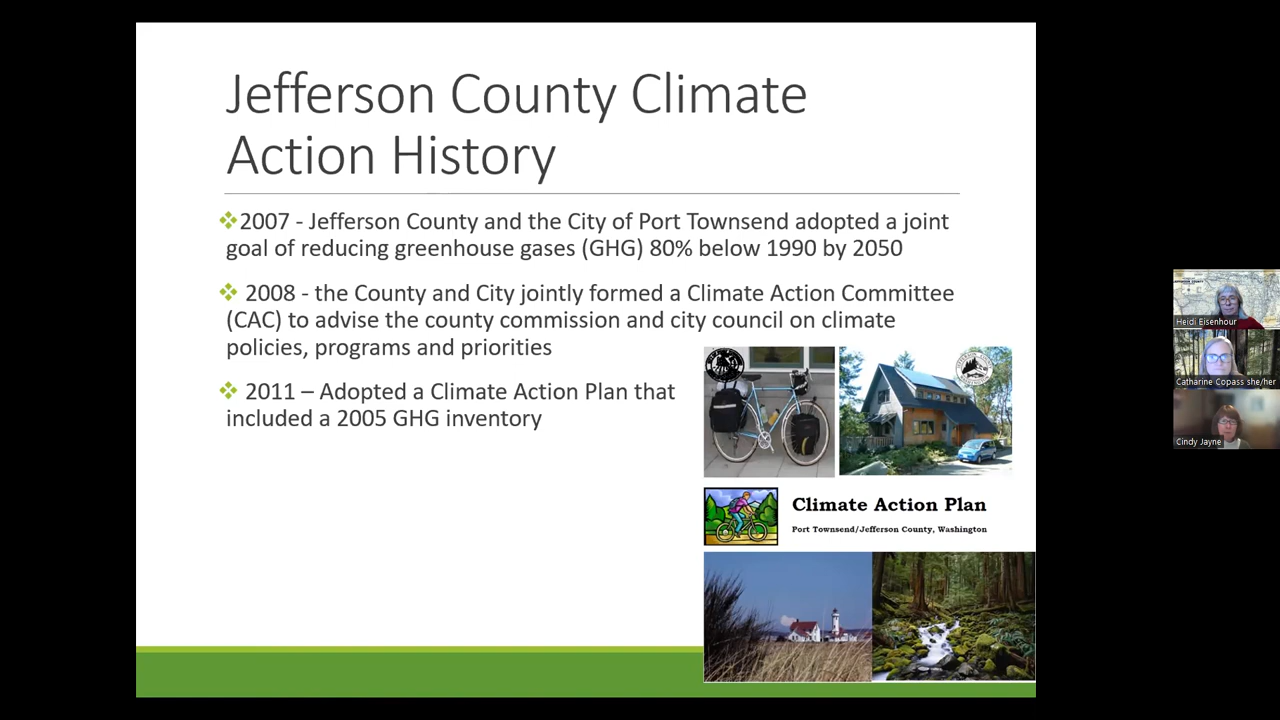 Jefferson County Climate
Action History
2007 - Jefferson County and the City of Port Townsend adopted a joint
goal of reducing greenhouse gases (GHG) 80% below 1990 by 2050
2008 - the County and City jointly formed a Climate Action Committee
(CAC) to advise the county commission and city council on climate
policies, programs and priorities
2011 – Adopted a Climate Action Plan that
included a 2005 GHG inventory
Climate Action Plan
Port Townsend/Jefferson County, Washington
Heidi Eisenhour
Catharine Copass she/her
Cindy Jayne